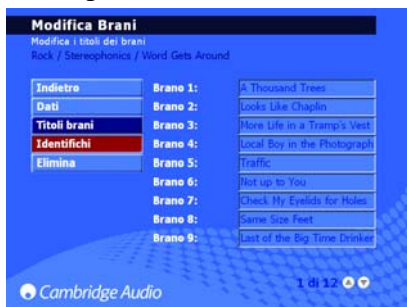 Modifica Brani
Modifica i titoli dei brani
Rock / Stereophonics / Word Gets Around
Indietro Brano 1: A Thousand Trees
Dati Brano 2: Looks Like Chaplin
Titoli brani Brano 3: More Life in a Tramp's Vest
Identifichi Brano 4: Local Boy in the Photograph
Elimina Brano 5: Traffic
Brano 6: Not up to You
Brano 7: Check My Eyelids for Holes
Brano 8: Same Size Feet
Brano 9: Last of the Big Time Drinker
1 di 12
Cambridge Audio